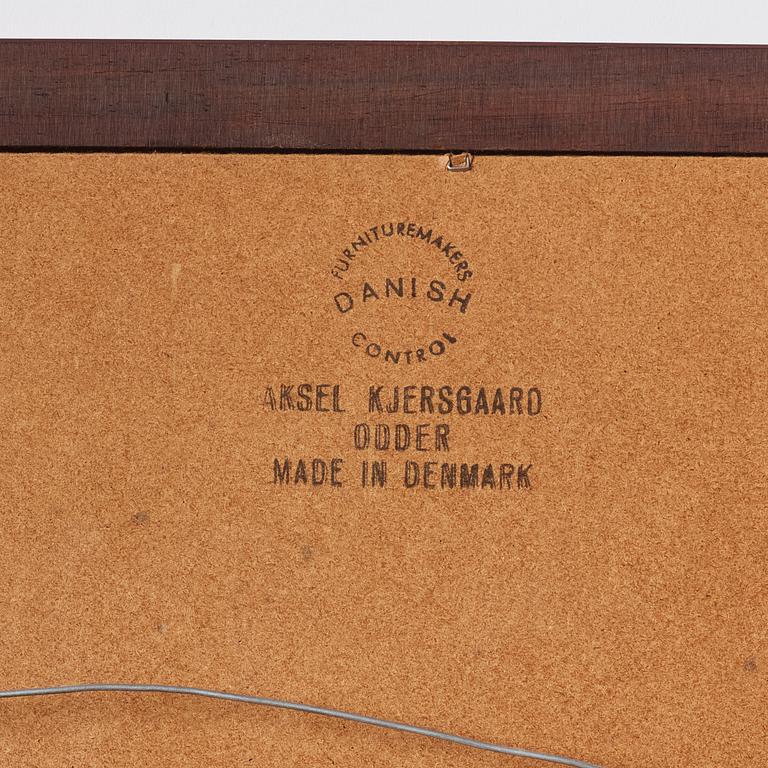 FURNITUREMAKERS
DANISH
CONTROL
AKSEL KJERSGAARD
ODDER
MADE IN DENMARK